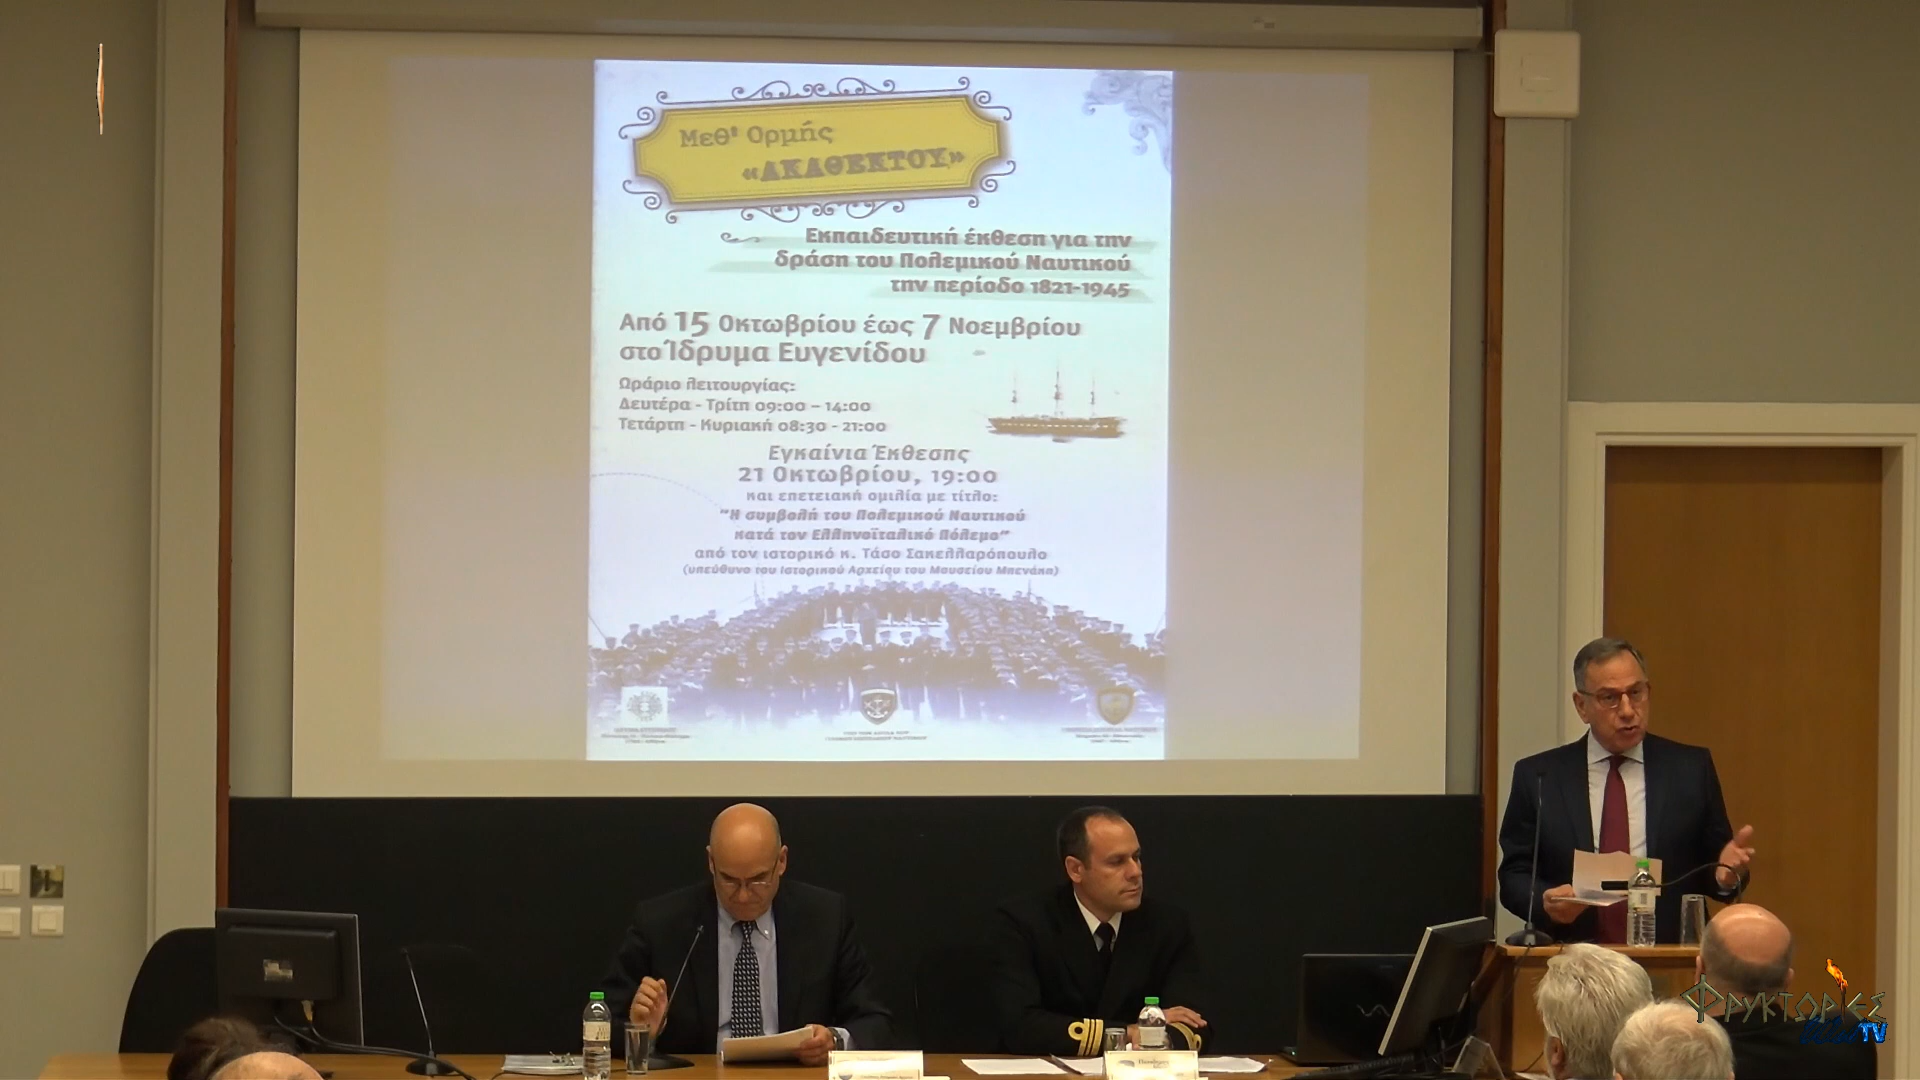 Μεθ' Ορμής
«ΑΚΑΘΕΚΤΟΥ»
Εκπαιδευτική έκθεση για την
δράση του Πολεμικού Ναυτικού
την περίοδο 1821-1945
Από 15 Οκτωβρίου έως 7 Νοεμβρίου
στο Ίδρυμα Ευγενίδου
Ωράριο λειτουργίας:
Δευτέρα - Τρίτη 09:00 – 14:00
Τετάρτη - Κυριακή 08:30 - 21:00
Εγκαίνια Έκθεσης
21 Οκτωβρίου, 19:00
και επετειακή ομιλία με τίτλο:
"Η συμβολή του Πολεμικού Ναυτικού
κατά τον Ελληνοϊταλικό Πόλεμο"
από τον ιστορικό κ. Τάσο Σακελλαρόπουλο
(υπεύθυνο του Ιστορικού Αρχείου του Μουσείου Μπενάκη)
ΦΡΥΚΤΟΡΙΕΣ
TV